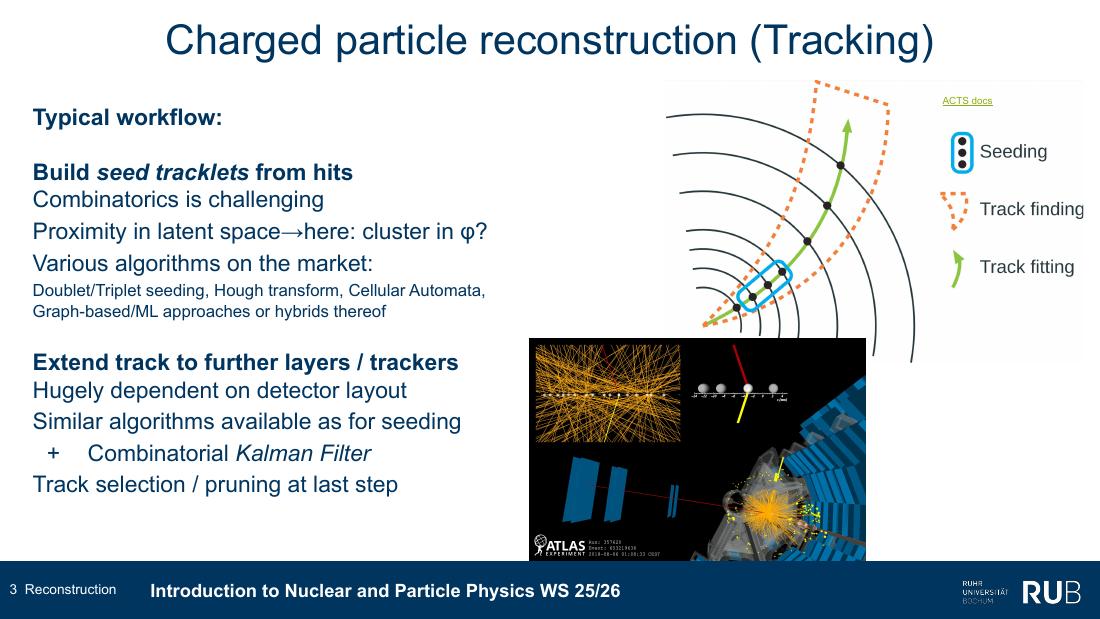 Charged particle reconstruction (Tracking)
Typical workflow:
Build seed tracklets from hits
Combinatorics is challenging
Proximity in latent space→here: cluster in φ?
Various algorithms on the market:
Doublet/Triplet seeding, Hough transform, Cellular Automata,
Graph-based/ML approaches or hybrids thereof
Extend track to further layers / trackers
Hugely dependent on detector layout
Similar algorithms available as for seeding
+ Combinatorial Kalman Filter
Track selection / pruning at last step
ACTS docs
Seeding
Track finding
Track fitting
ATLAS
EXPERIMENT
Run: 357620
3 Reconstruction
Introduction to Nuclear and Particle Physics WS 25/26
RUHR
UNIVERSITÄT
BOCHUM
RUB